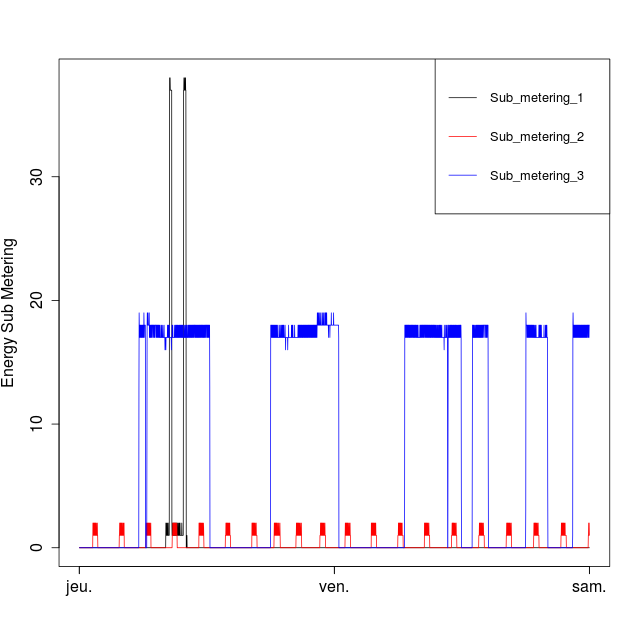 Sub_metering_1
Sub_metering_2
Sub_metering_3
Energy Sub Metering
30
20
10
0
jeu. ven. sam.